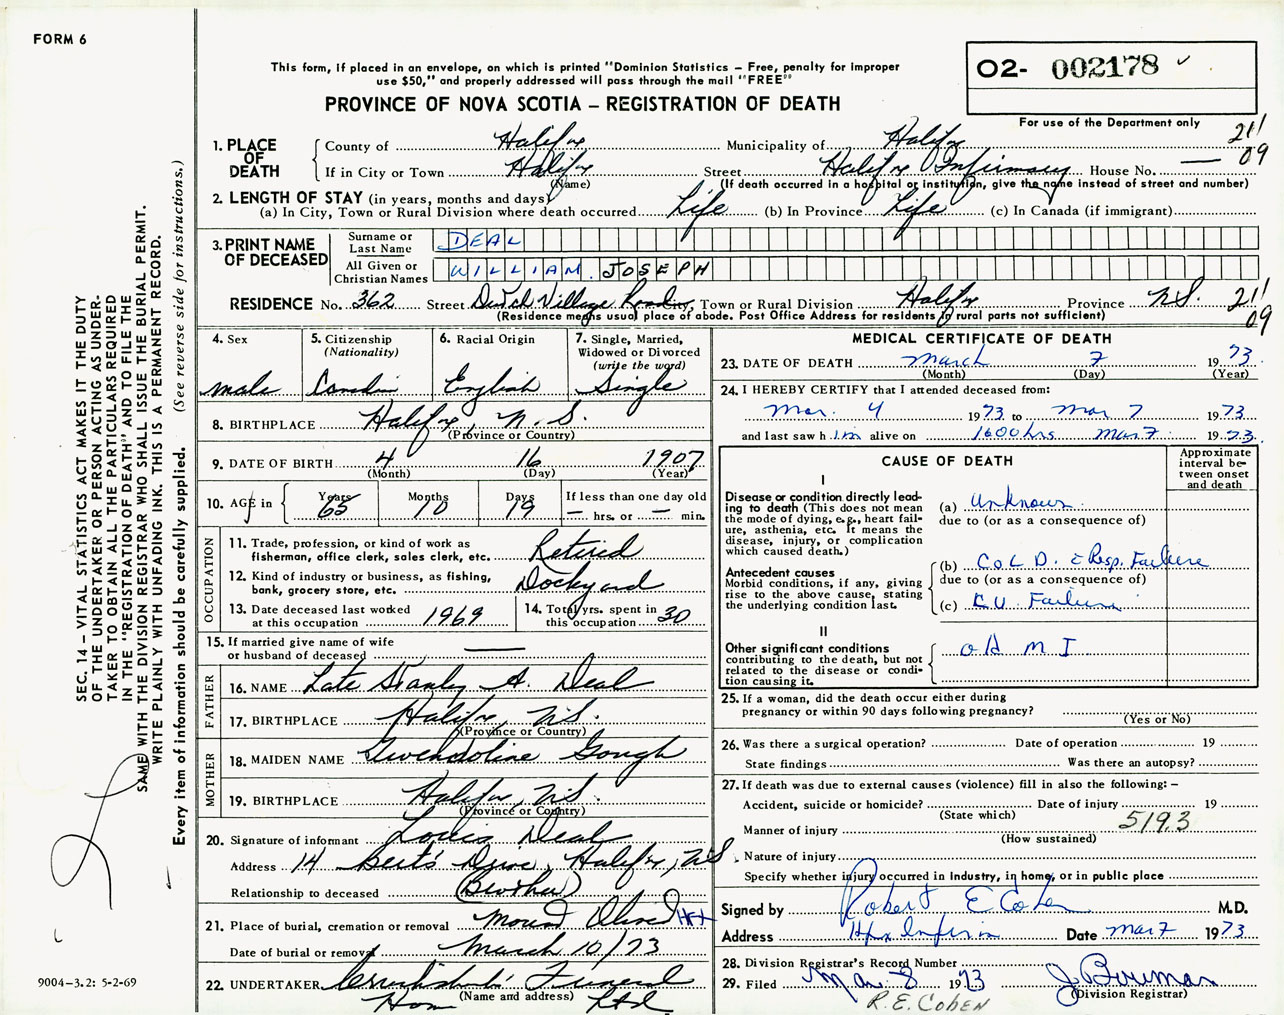 FORM 6
This form, if placed in an envelope, on which is printed "Dominion Statistics – Free, penalty for improper
use $50," and properly addressed will pass through the mail "FREE"
PROVINCE OF NOVA SCOTIA – REGISTRATION OF DEATH
O2- 002178
For use of the Department only
211
09
1. PLACE OF DEATH
County of Halifax Municipality of Halifax
If in City or Town Halifax Street Halifax Infirmary House No. —
(Name) (If death occurred in a hospital or institution, give the name instead of street and number)
2. LENGTH OF STAY (in years, months and days)
(a) In City, Town or Rural Division where death occurred Life (b) In Province Life (c) In Canada (if immigrant)
3. PRINT NAME OF DECEASED
Surname or Last Name DEAL
All Given or Christian Names WILLIAM. JOSEPH
RESIDENCE No. 362 Street Dutch Village Road, Town or Rural Division Halifax Province N.S. 211
09
(Residence means usual place of abode. Post Office Address for residents in rural parts not sufficient)
4. Sex
male
5. Citizenship
(Nationality)
6. Racial Origin
English
7. Single, Married,
Widowed or Divorced
(write the word)
Single
8. BIRTHPLACE Halifax, N.S.
(Province or Country)
9. DATE OF BIRTH 4 16 1907
(Month) (Day) (Year)
10. AGE in
Years 65
Months 10
Days 19
If less than one day old
— hrs. or — min.
OCCUPATION
11. Trade, profession, or kind of work as
fisherman, office clerk, sales clerk, etc. Retired
12. Kind of industry or business, as fishing,
bank, grocery store, etc. Dockyard
13. Date deceased last worked
at this occupation 1969
14. Total yrs. spent in
this occupation 30
15. If married give name of wife
or husband of deceased —
FATHER
16. NAME Late Stanley A. Deal
17. BIRTHPLACE Halifax, N.S.
(Province or Country)
MOTHER
18. MAIDEN NAME Gwendoline Gough
19. BIRTHPLACE Halifax, N.S.
(Province or Country)
20. Signature of informant Louis Deal
Address 14 Bert's Drive, Halifax, N.S.
Relationship to deceased (Brother)
21. Place of burial, cremation or removal Mount Olivet Hfx
Date of burial or removal March 10/73
22. UNDERTAKER Cruikshank's Funeral
(Name and address)
Home Ltd
MEDICAL CERTIFICATE OF DEATH
23. DATE OF DEATH March 7 1973
(Month) (Day) (Year)
24. I HEREBY CERTIFY that I attended deceased from:
Mar. 4 1973 to Mar 7 1973
and last saw him alive on 1600 hrs Mar 7 1973
CAUSE OF DEATH
Approximate interval between onset and death
I
Disease or condition directly leading to death (This does not
mean the mode of dying, e.g., heart failure, asthenia, etc. It means the
disease, injury, or complication
which caused death.)
(a) Unknown
due to (or as a consequence of)
Antecedent causes
Morbid conditions, if any, giving
rise to the above cause, stating
the underlying condition last.
(b) C.O.L.D. c Resp. Failure
due to (or as a consequence of)
(c) C.V. Failure
II
Other significant conditions
contributing to the death, but not
related to the disease or condition causing it.
old M I
25. If a woman, did the death occur either during
pregnancy or within 90 days following pregnancy?
(Yes or No)
26. Was there a surgical operation? Date of operation 19
State findings Was there an autopsy?
27. If death was due to external causes (violence) fill in also the following: –
Accident, suicide or homicide? Date of injury 19
(State which)
5193
Manner of injury
(How sustained)
Nature of injury
Specify whether injury occurred in industry, in home, or in public place
Signed by Robert E Cohen M.D.
Address Hfx Infirm Date Mar 7 1973
28. Division Registrar's Record Number
29. Filed Mar. 8 1973 J. Bowman
(Division Registrar)
R.E. COHEN
SEC. 14 – VITAL STATISTICS ACT MAKES IT THE DUTY
OF THE UNDERTAKER OR PERSON ACTING AS UNDER-
TAKER TO OBTAIN ALL THE PARTICULARS REQUIRED
IN THE "REGISTRATION OF DEATH" AND TO FILE THE
SAME WITH THE DIVISION REGISTRAR WHO SHALL ISSUE THE BURIAL PERMIT.
WRITE PLAINLY WITH UNFADING INK. THIS IS A PERMANENT RECORD.
Every item of information should be carefully supplied. (See reverse side for instructions.)
9004–3.2: 5-2-69